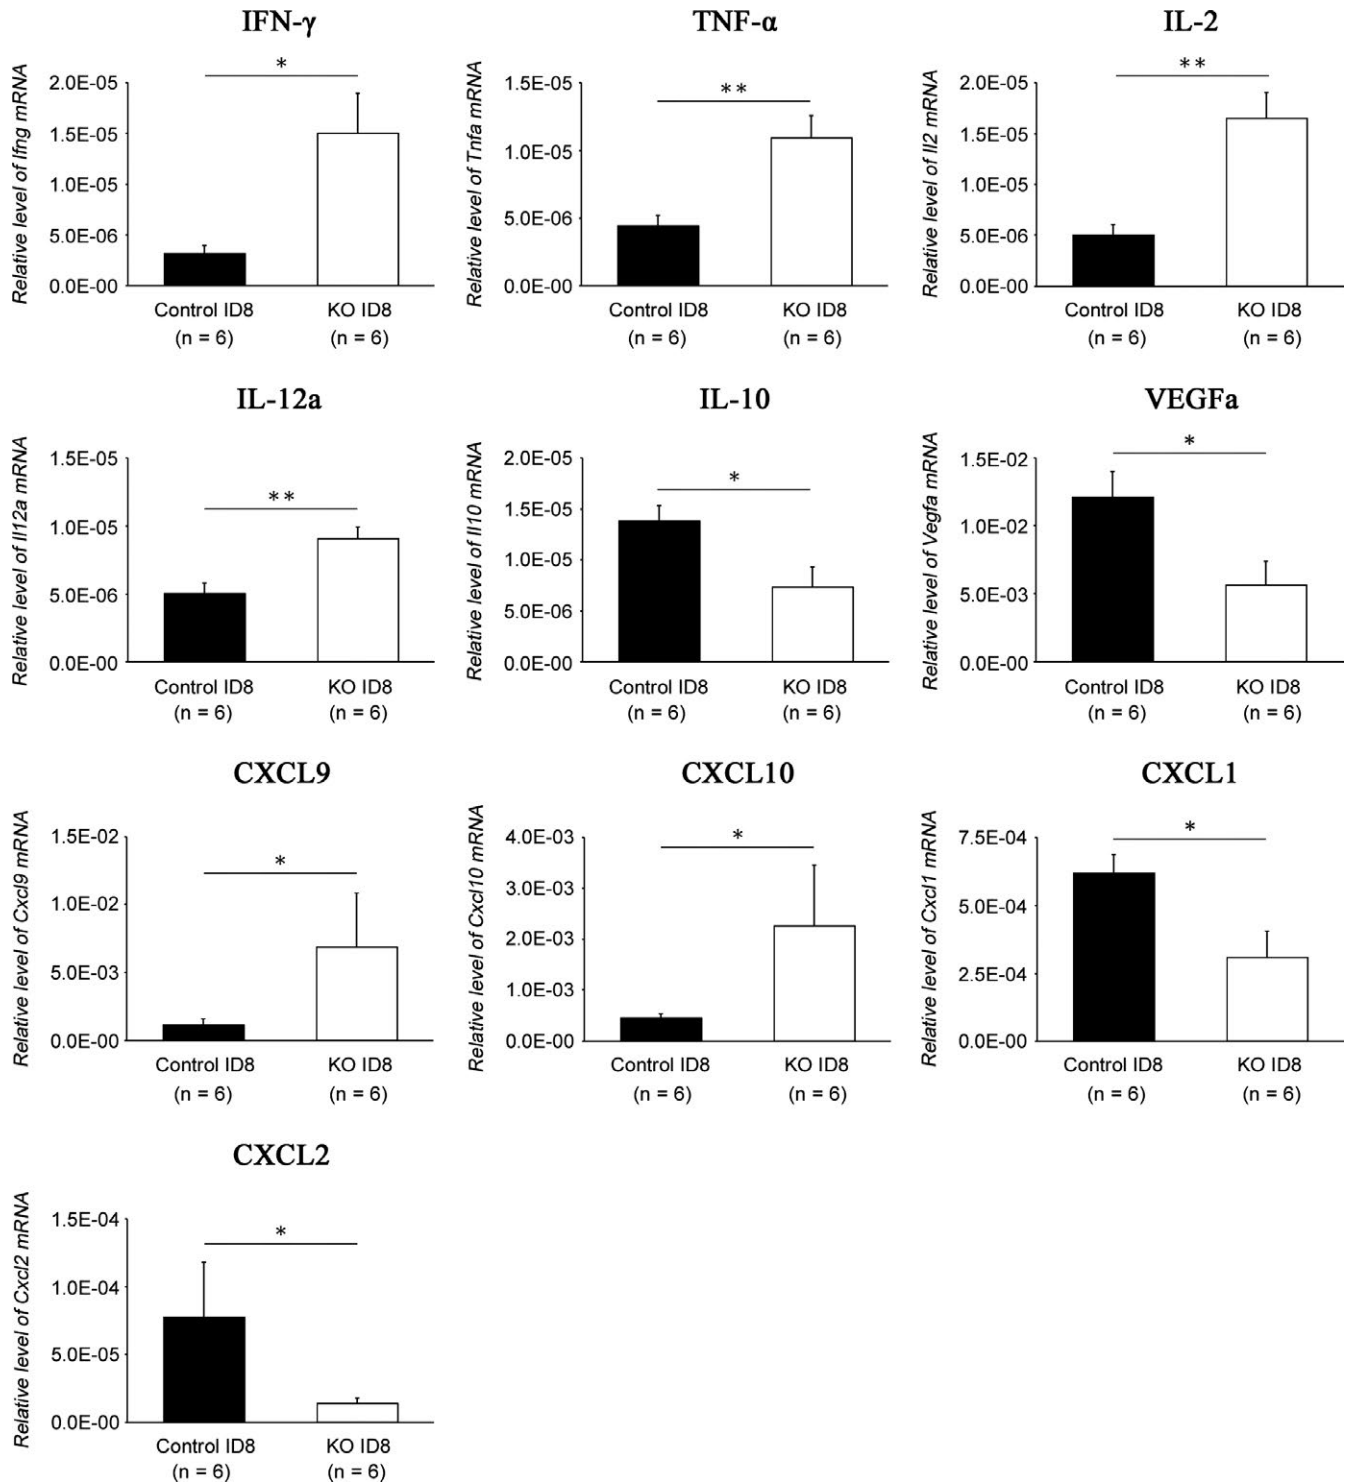 IFN-γ
*
Relative level of Ifng mRNA
2.0E-05
1.5E-05
1.0E-05
5.0E-06
0.0E-00
Control ID8
(n = 6)
KO ID8
(n = 6)
TNF-α
**
Relative level of Tnfa mRNA
1.5E-05
1.0E-05
5.0E-06
0.0E-00
Control ID8
(n = 6)
KO ID8
(n = 6)
IL-2
**
Relative level of Il2 mRNA
2.0E-05
1.5E-05
1.0E-05
5.0E-06
0.0E-00
Control ID8
(n = 6)
KO ID8
(n = 6)
IL-12a
**
Relative level of Il12a mRNA
1.5E-05
1.0E-05
5.0E-06
0.0E-00
Control ID8
(n = 6)
KO ID8
(n = 6)
IL-10
*
Relative level of Il10 mRNA
2.0E-05
1.5E-05
1.0E-05
5.0E-06
0.0E-00
Control ID8
(n = 6)
KO ID8
(n = 6)
VEGFa
*
Relative level of Vegfa mRNA
1.5E-02
1.0E-02
5.0E-03
0.0E-00
Control ID8
(n = 6)
KO ID8
(n = 6)
CXCL9
*
Relative level of Cxcl9 mRNA
1.5E-02
1.0E-02
5.0E-03
0.0E-00
Control ID8
(n = 6)
KO ID8
(n = 6)
CXCL10
*
Relative level of Cxcl10 mRNA
4.0E-03
3.0E-03
2.0E-03
1.0E-03
0.0E-00
Control ID8
(n = 6)
KO ID8
(n = 6)
CXCL1
*
Relative level of Cxcl1 mRNA
7.5E-04
5.0E-04
2.5E-04
0.0E-00
Control ID8
(n = 6)
KO ID8
(n = 6)
CXCL2
*
Relative level of Cxcl2 mRNA
1.5E-04
1.0E-04
5.0E-05
0.0E-00
Control ID8
(n = 6)
KO ID8
(n = 6)